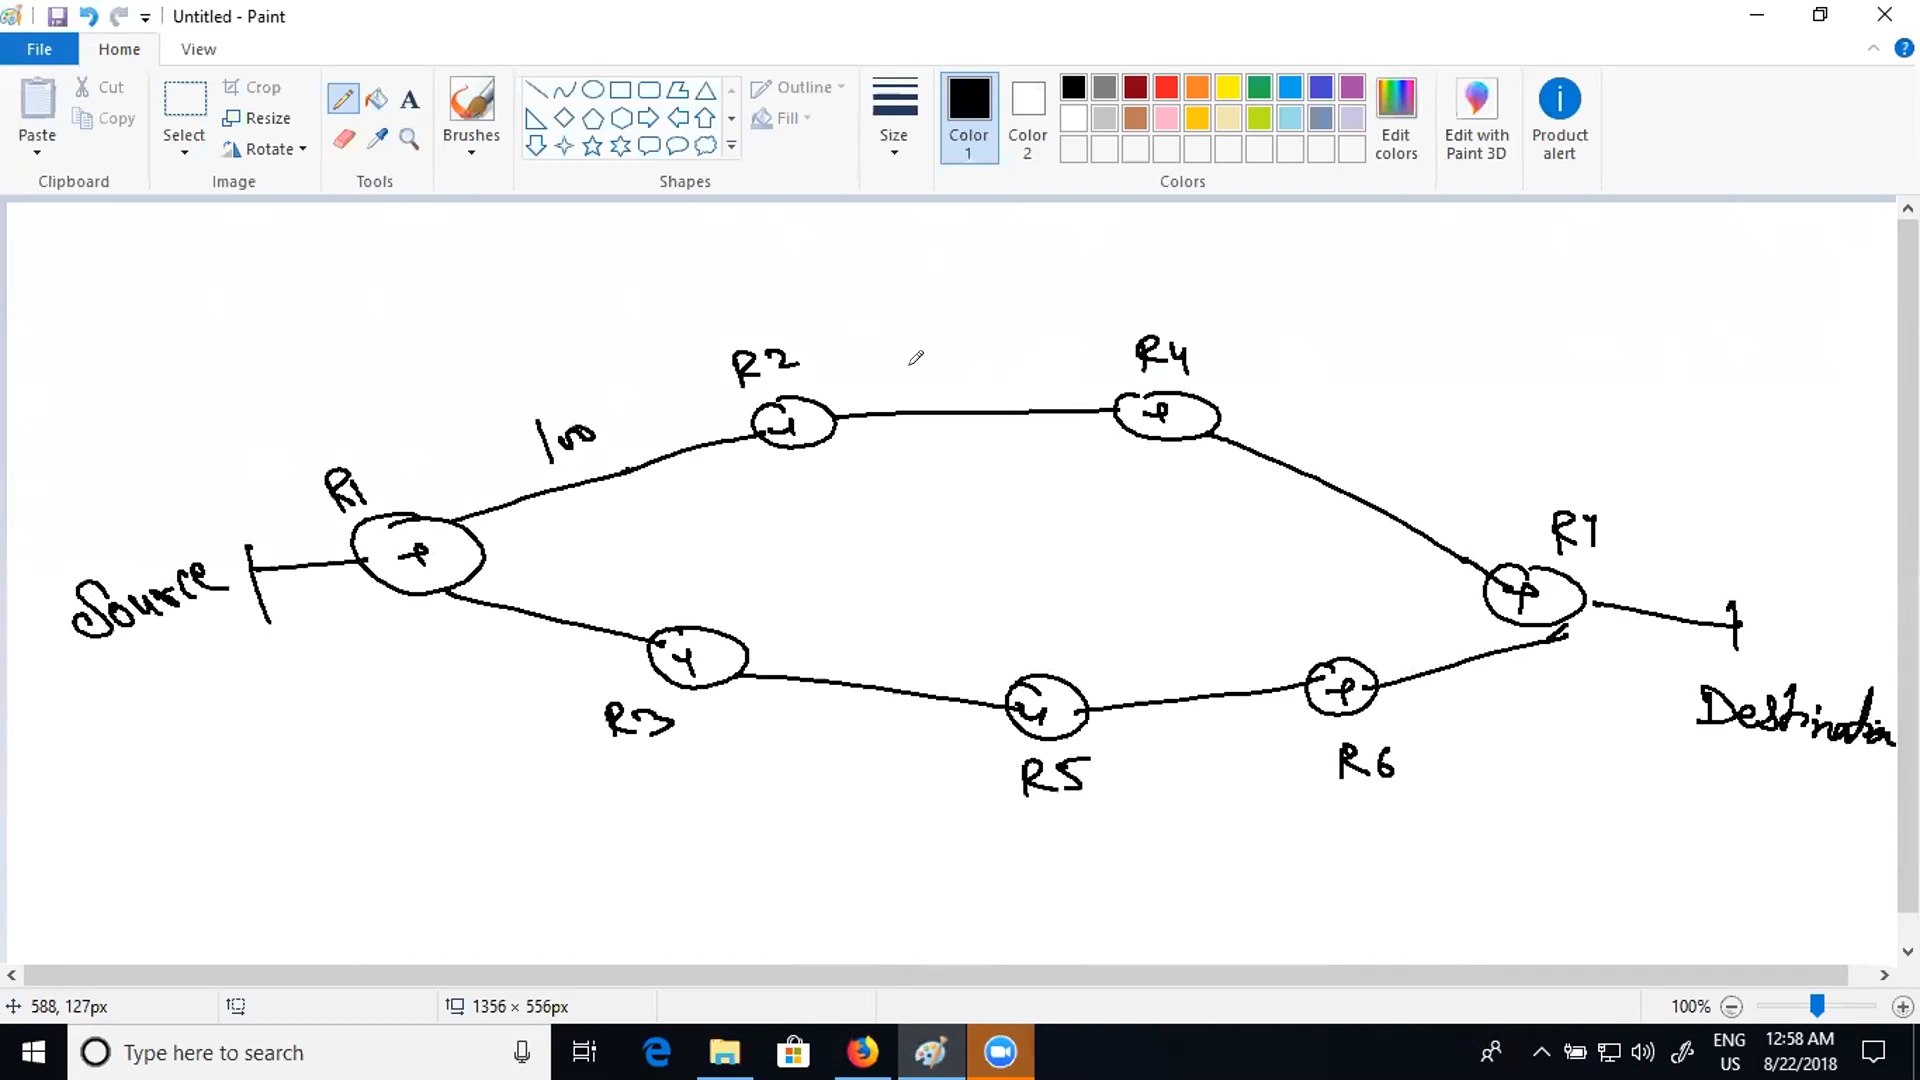 Untitled - Paint
File
Home
View
Paste
Cut
Copy
Clipboard
Select
Crop
Resize
Rotate
Image
Tools
Brushes
Shapes
Outline
Fill
Size
Color
1
Color
2
Colors
Edit
colors
Edit with
Paint 3D
Product
alert
R2
R4
100
R1
R7
Source
R3
Destination
R5
R6
588, 127px
1356 × 556px
100%
Type here to search
ENG
US
12:58 AM
8/22/2018